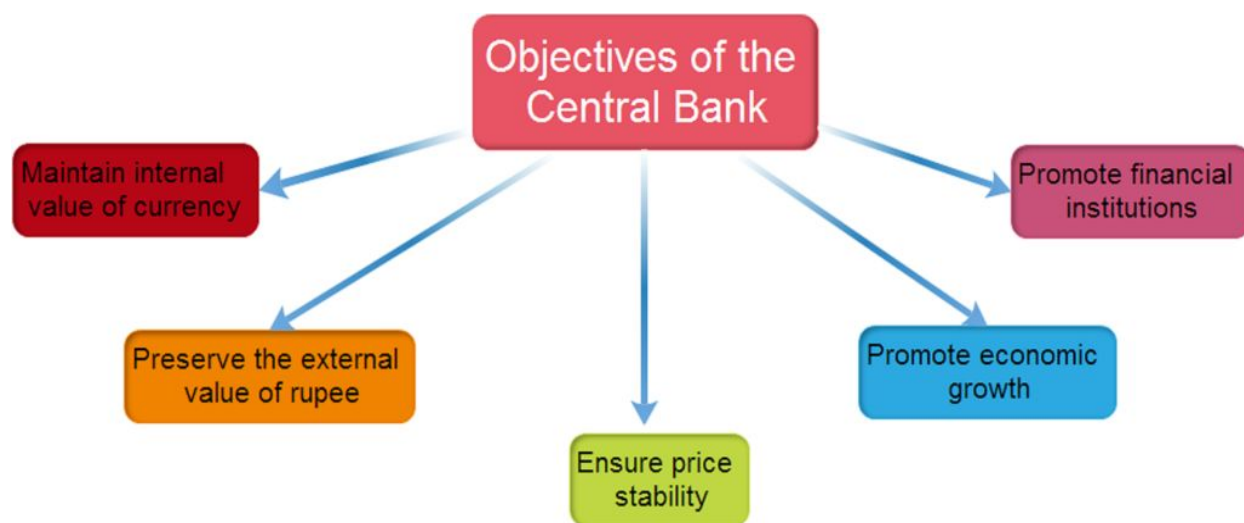 Objectives of the
Central Bank
Maintain internal
value of currency
Promote financial
institutions
Preserve the external
value of rupee
Promote economic
growth
Ensure price
stability